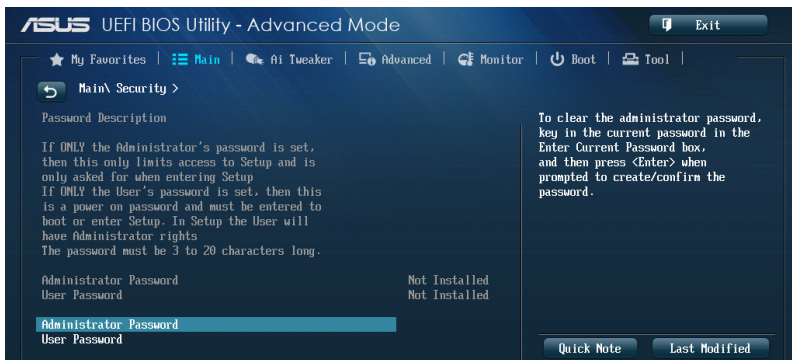 ASUS UEFI BIOS Utility - Advanced Mode
Exit
My Favorites | Main | Ai Tweaker | Advanced | Monitor | Boot | Tool |
Main\ Security >
Password Description
If ONLY the Administrator's password is set,
then this only limits access to Setup and is
only asked for when entering Setup
If ONLY the User's password is set, then this
is a power on password and must be entered to
boot or enter Setup. In Setup the User will
have Administrator rights
The password must be 3 to 20 characters long.
Administrator Password Not Installed
User Password Not Installed
Administrator Password
User Password
To clear the administrator password,
key in the current password in the
Enter Current Password box,
and then press <Enter> when
prompted to create/confirm the
password.
Quick Note
Last Modified